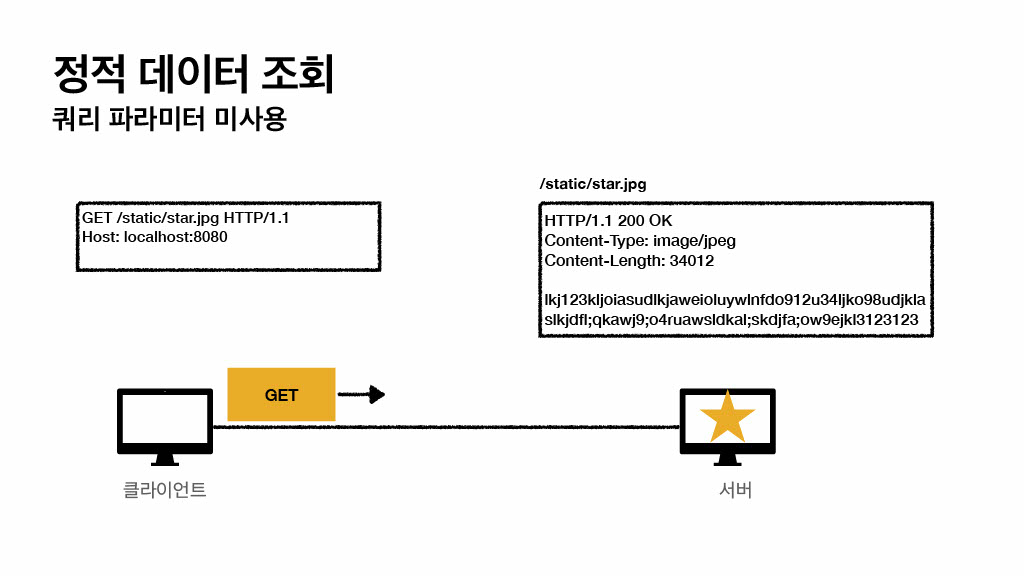 정적 데이터 조회
쿼리 파라미터 미사용
/static/star.jpg
GET /static/star.jpg HTTP/1.1
Host: localhost:8080
HTTP/1.1 200 OK
Content-Type: image/jpeg
Content-Length: 34012
lkj123kljoiasudlkjaweioluywlnfdo912u34ljko98udjkla
slkjdfl;qkawj9;o4ruawsldkal;skdjfa;ow9ejkl3123123
GET
클라이언트
서버